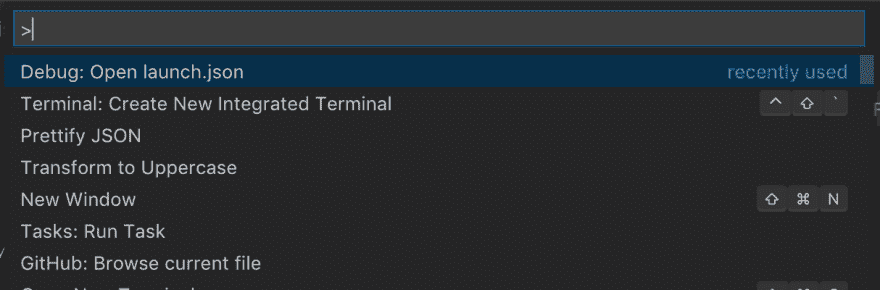 >
Debug: Open launch.json recently used
Terminal: Create New Integrated Terminal ^ ⇧ `
Prettify JSON
Transform to Uppercase
New Window ⇧ ⌘ N
Tasks: Run Task
GitHub: Browse current file